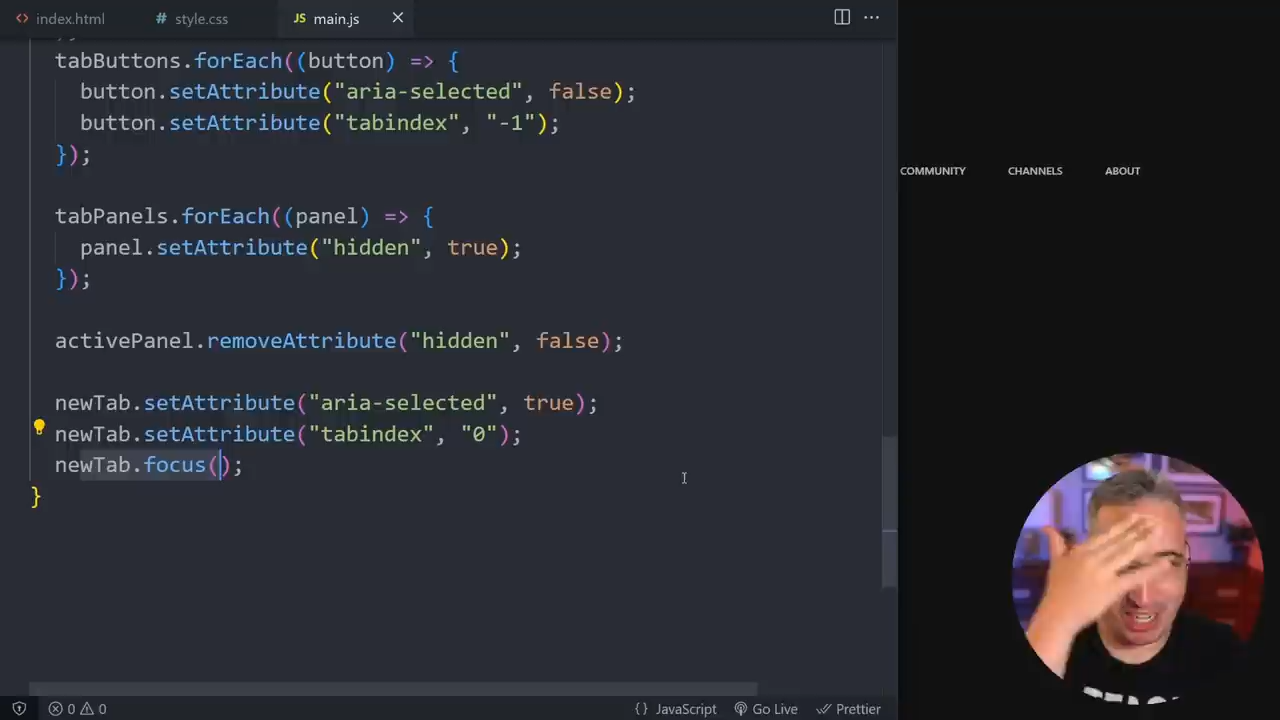 index.html
# style.css
JS main.js
tabButtons.forEach((button) => {
button.setAttribute("aria-selected", false);
button.setAttribute("tabindex", "-1");
});
tabPanels.forEach((panel) => {
panel.setAttribute("hidden", true);
});
activePanel.removeAttribute("hidden", false);
newTab.setAttribute("aria-selected", true);
newTab.setAttribute("tabindex", "0");
newTab.focus();
}
COMMUNITY
CHANNELS
ABOUT
0 0
{} JavaScript
Go Live
Prettier